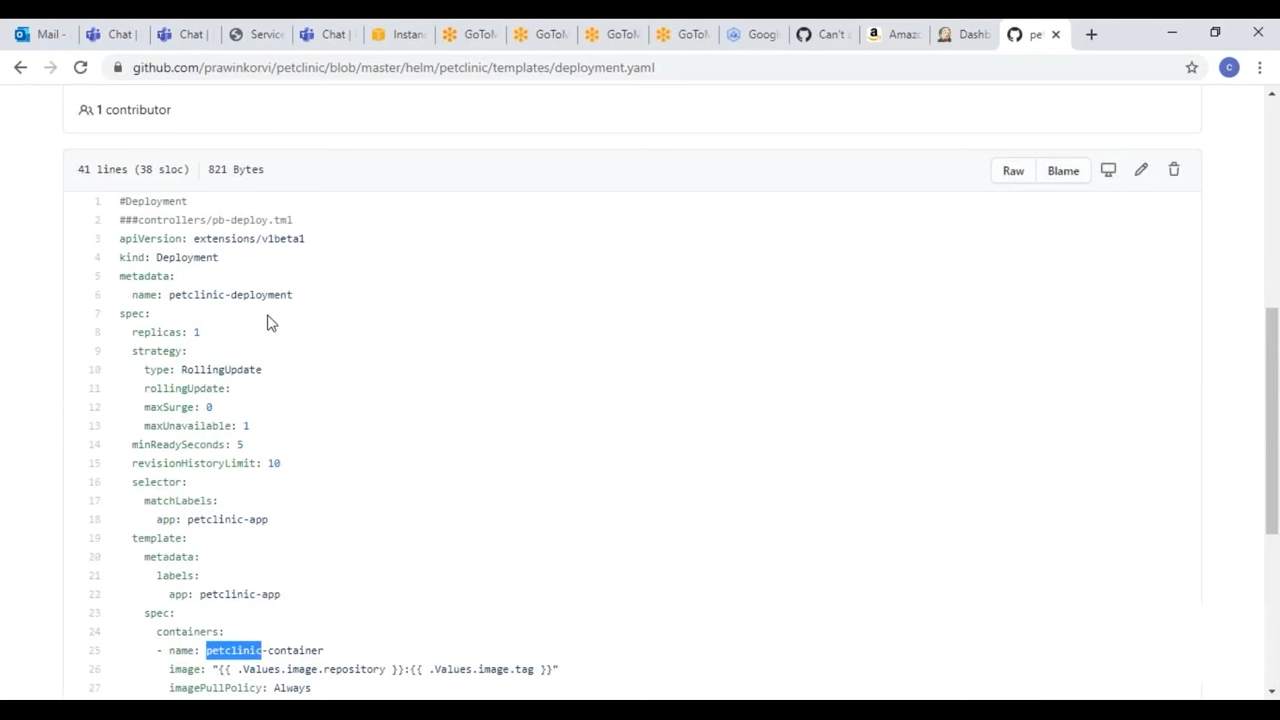 Mail -
Chat |
Chat |
Service
Chat |
Instanc
GoToM
GoToM
GoToM
GoToM
Googl
Can't a
Amazo
Dashb
pet
github.com/prawinkorvi/petclinic/blob/master/helm/petclinic/templates/deployment.yaml
C
1 contributor
41 lines (38 sloc) 821 Bytes
Raw Blame
1 #Deployment
2 ###controllers/pb-deploy.tml
3 apiVersion: extensions/v1beta1
4 kind: Deployment
5 metadata:
6 name: petclinic-deployment
7 spec:
8 replicas: 1
9 strategy:
10 type: RollingUpdate
11 rollingUpdate:
12 maxSurge: 0
13 maxUnavailable: 1
14 minReadySeconds: 5
15 revisionHistoryLimit: 10
16 selector:
17 matchLabels:
18 app: petclinic-app
19 template:
20 metadata:
21 labels:
22 app: petclinic-app
23 spec:
24 containers:
25 - name: petclinic-container
26 image: "{{ .Values.image.repository }}:{{ .Values.image.tag }}"
27 imagePullPolicy: Always